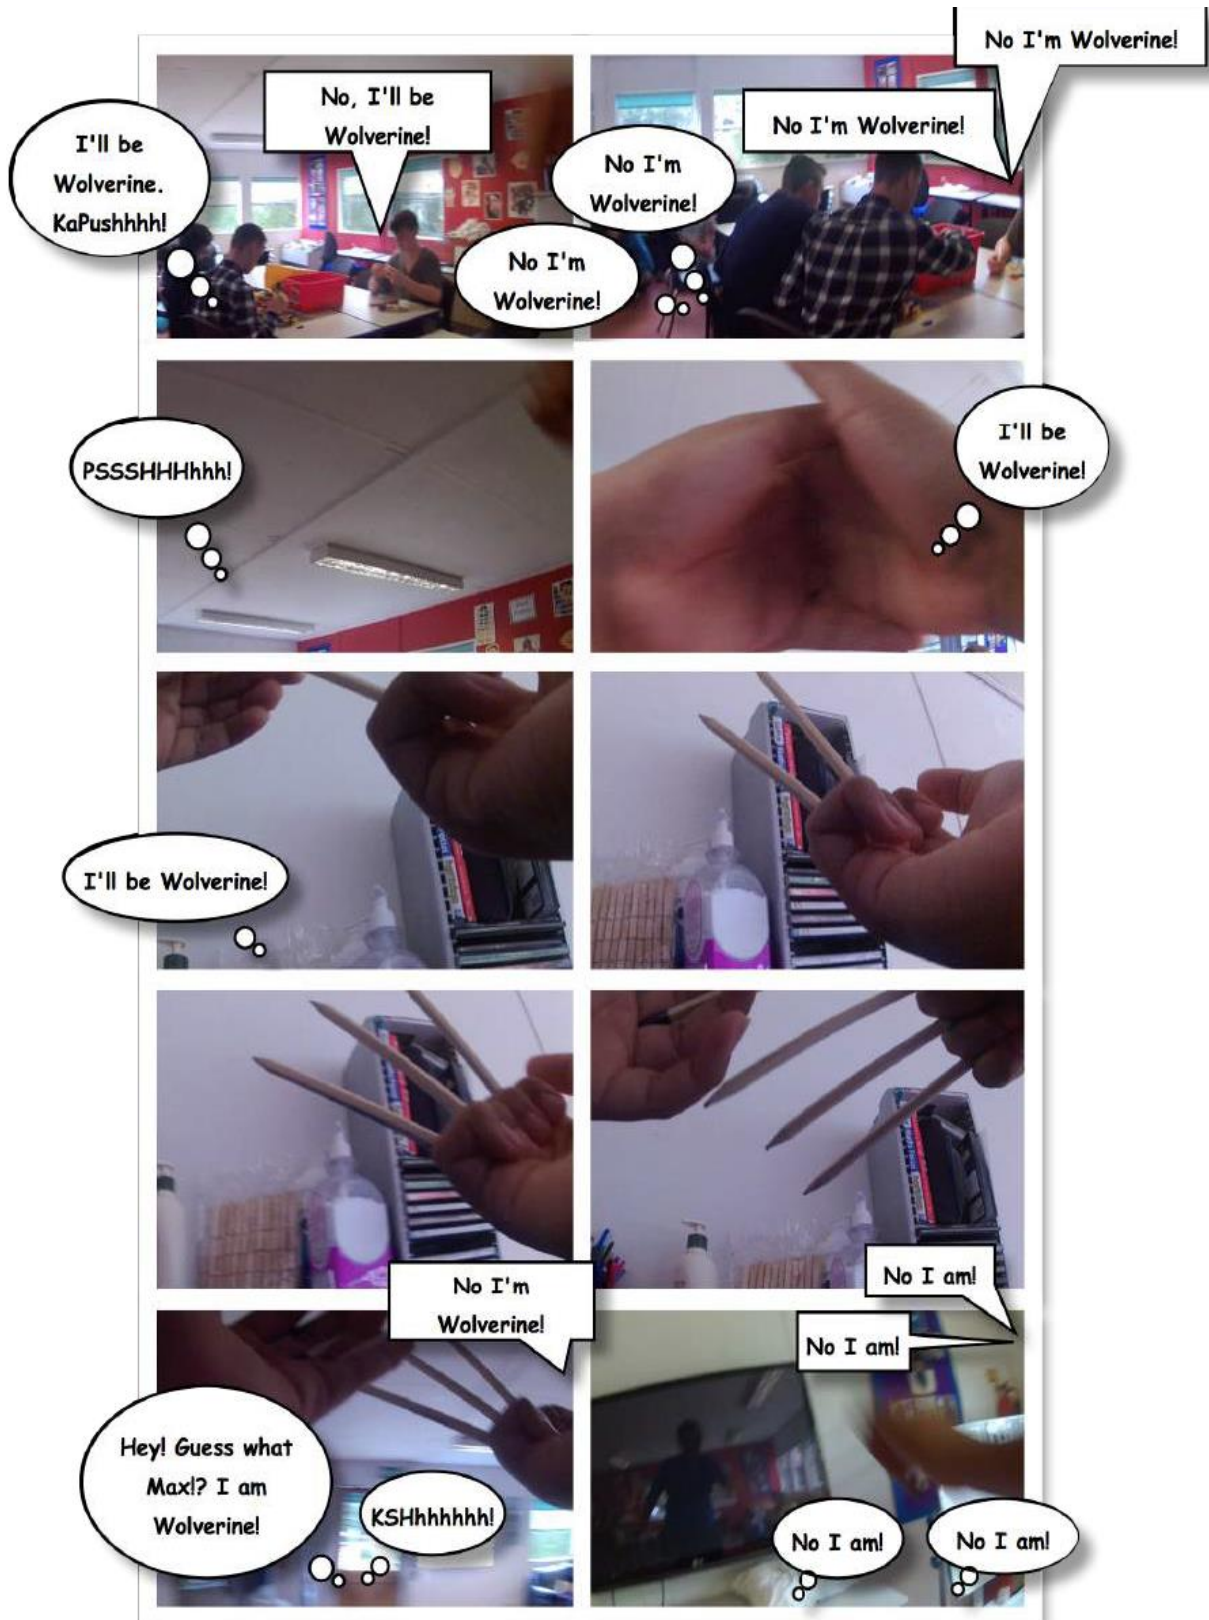 I'll be
Wolverine.
KaPushhhh!
No, I'll be
Wolverine!
No I'm
Wolverine!
No I'm
Wolverine!
No I'm Wolverine!
No I'm Wolverine!
PSSSHHHhhh!
I'll be
Wolverine!
I'll be Wolverine!
Hey! Guess what
Max!? I am
Wolverine!
KSHhhhhhh!
No I'm
Wolverine!
No I am!
No I am!
No I am!
No I am!